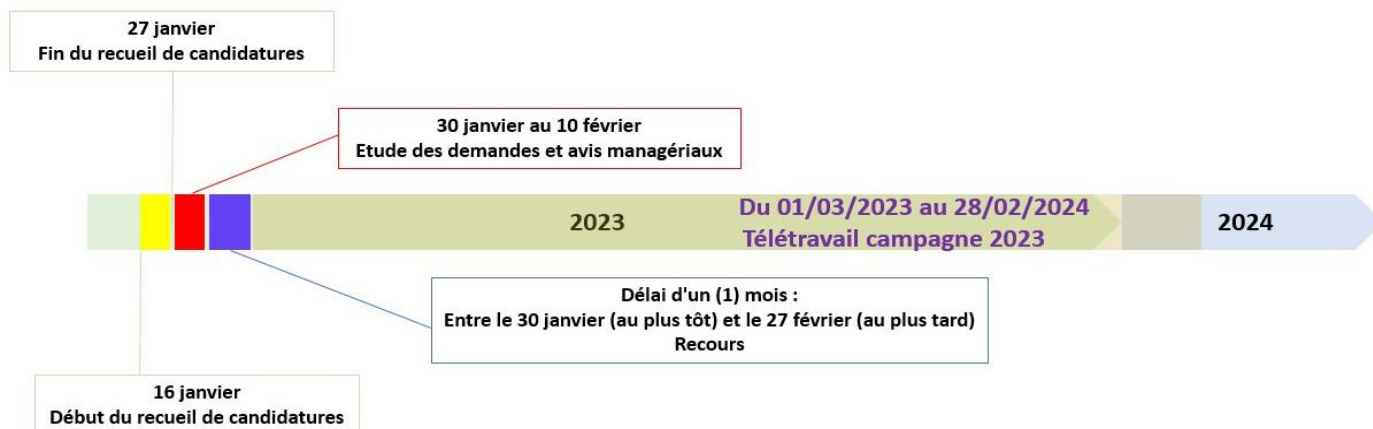 27 janvier
Fin du recueil de candidatures
30 janvier au 10 février
Etude des demandes et avis managériaux
2023
Du 01/03/2023 au 28/02/2024
Télétravail campagne 2023
2024
Délai d'un (1) mois :
Entre le 30 janvier (au plus tôt) et le 27 février (au plus tard)
Recours
16 janvier
Début du recueil de candidatures